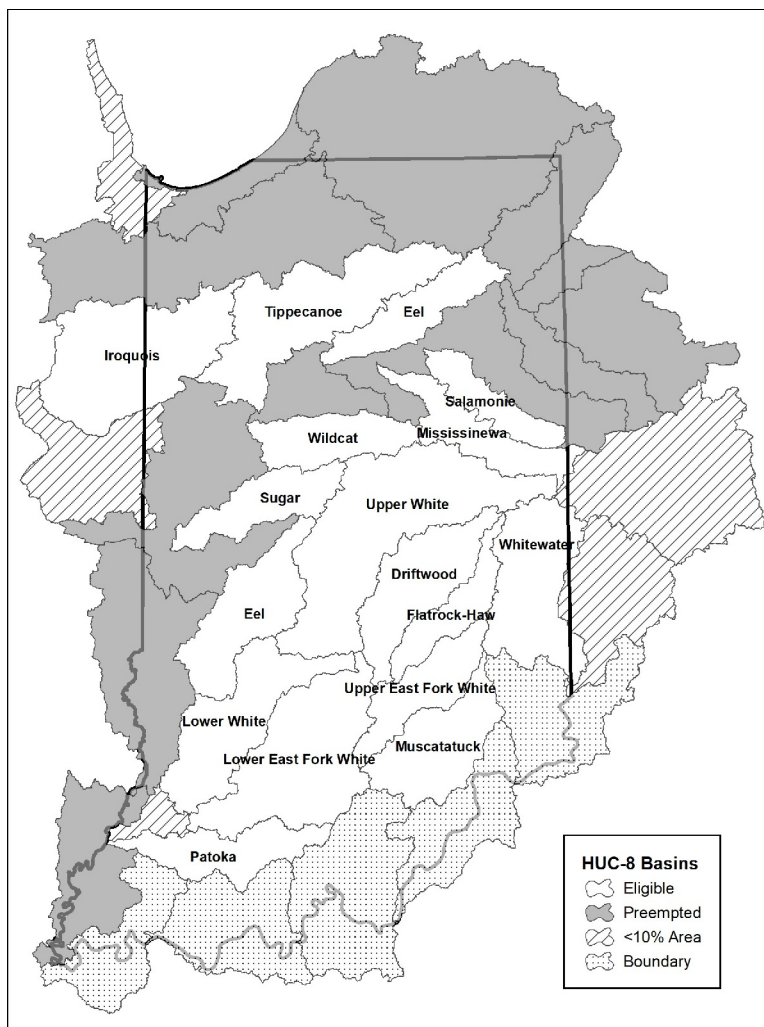 Tippecanoe
Eel
Iroquois
Salamonie
Wildcat
Mississinewa
Sugar
Upper White
Whitewater
Driftwood
Eel
Flatrock-Haw
Upper East Fork White
Lower White
Muscatatuck
Lower East Fork White
Patoka
HUC-8 Basins
Eligible
Preempted
<10% Area
Boundary